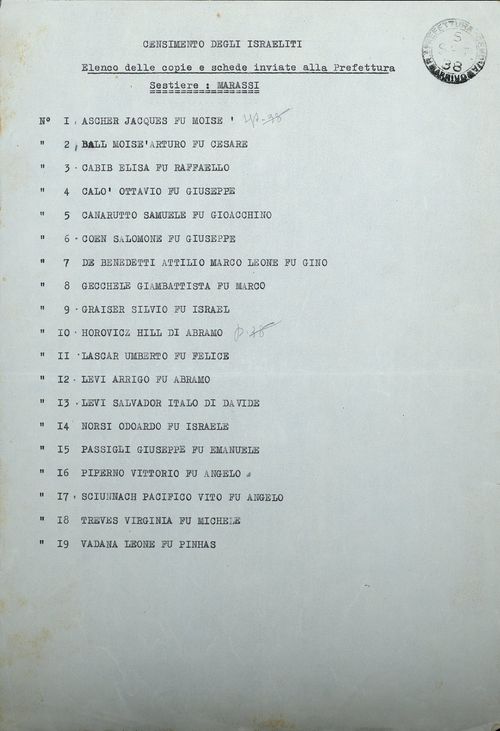 CENSIMENTO DEGLI ISRAELITI
Elenco delle copie e schede inviate alla Prefettura
Sestiere : MARASSI
PREFETTURA
5
SET
38
ARRIVO
N° I ASCHER JACQUES FU MOISE '
" 2 BALL MOISE'ARTURO FU CESARE
" 3 CABIB ELISA FU RAFFAELLO
" 4 CALO' OTTAVIO FU GIUSEPPE
" 5 CANARUTTO SAMUELE FU GIOACCHINO
" 6 COEN SALOMONE FU GIUSEPPE
" 7 DE BENEDETTI ATTILIO MARCO LEONE FU GINO
" 8 GECCHELE GIAMBATTISTA FU MARCO
" 9 GRAISER SILVIO FU ISRAEL
" IO HOROVICZ HILL DI ABRAMO
" II LASCAR UMBERTO FU FELICE
" I2 LEVI ARRIGO FU ABRAMO
" I3 LEVI SALVADOR ITALO DI DAVIDE
" I4 NORSI ODOARDO FU ISRAELE
" I5 PASSIGLI GIUSEPPE FU EMANUELE
" I6 PIPERNO VITTORIO FU ANGELO
" I7 SCIUNNACH PACIFICO VITO FU ANGELO
" I8 TREVES VIRGINIA FU MICHELE
" I9 VADANA LEONE FU PINHAS